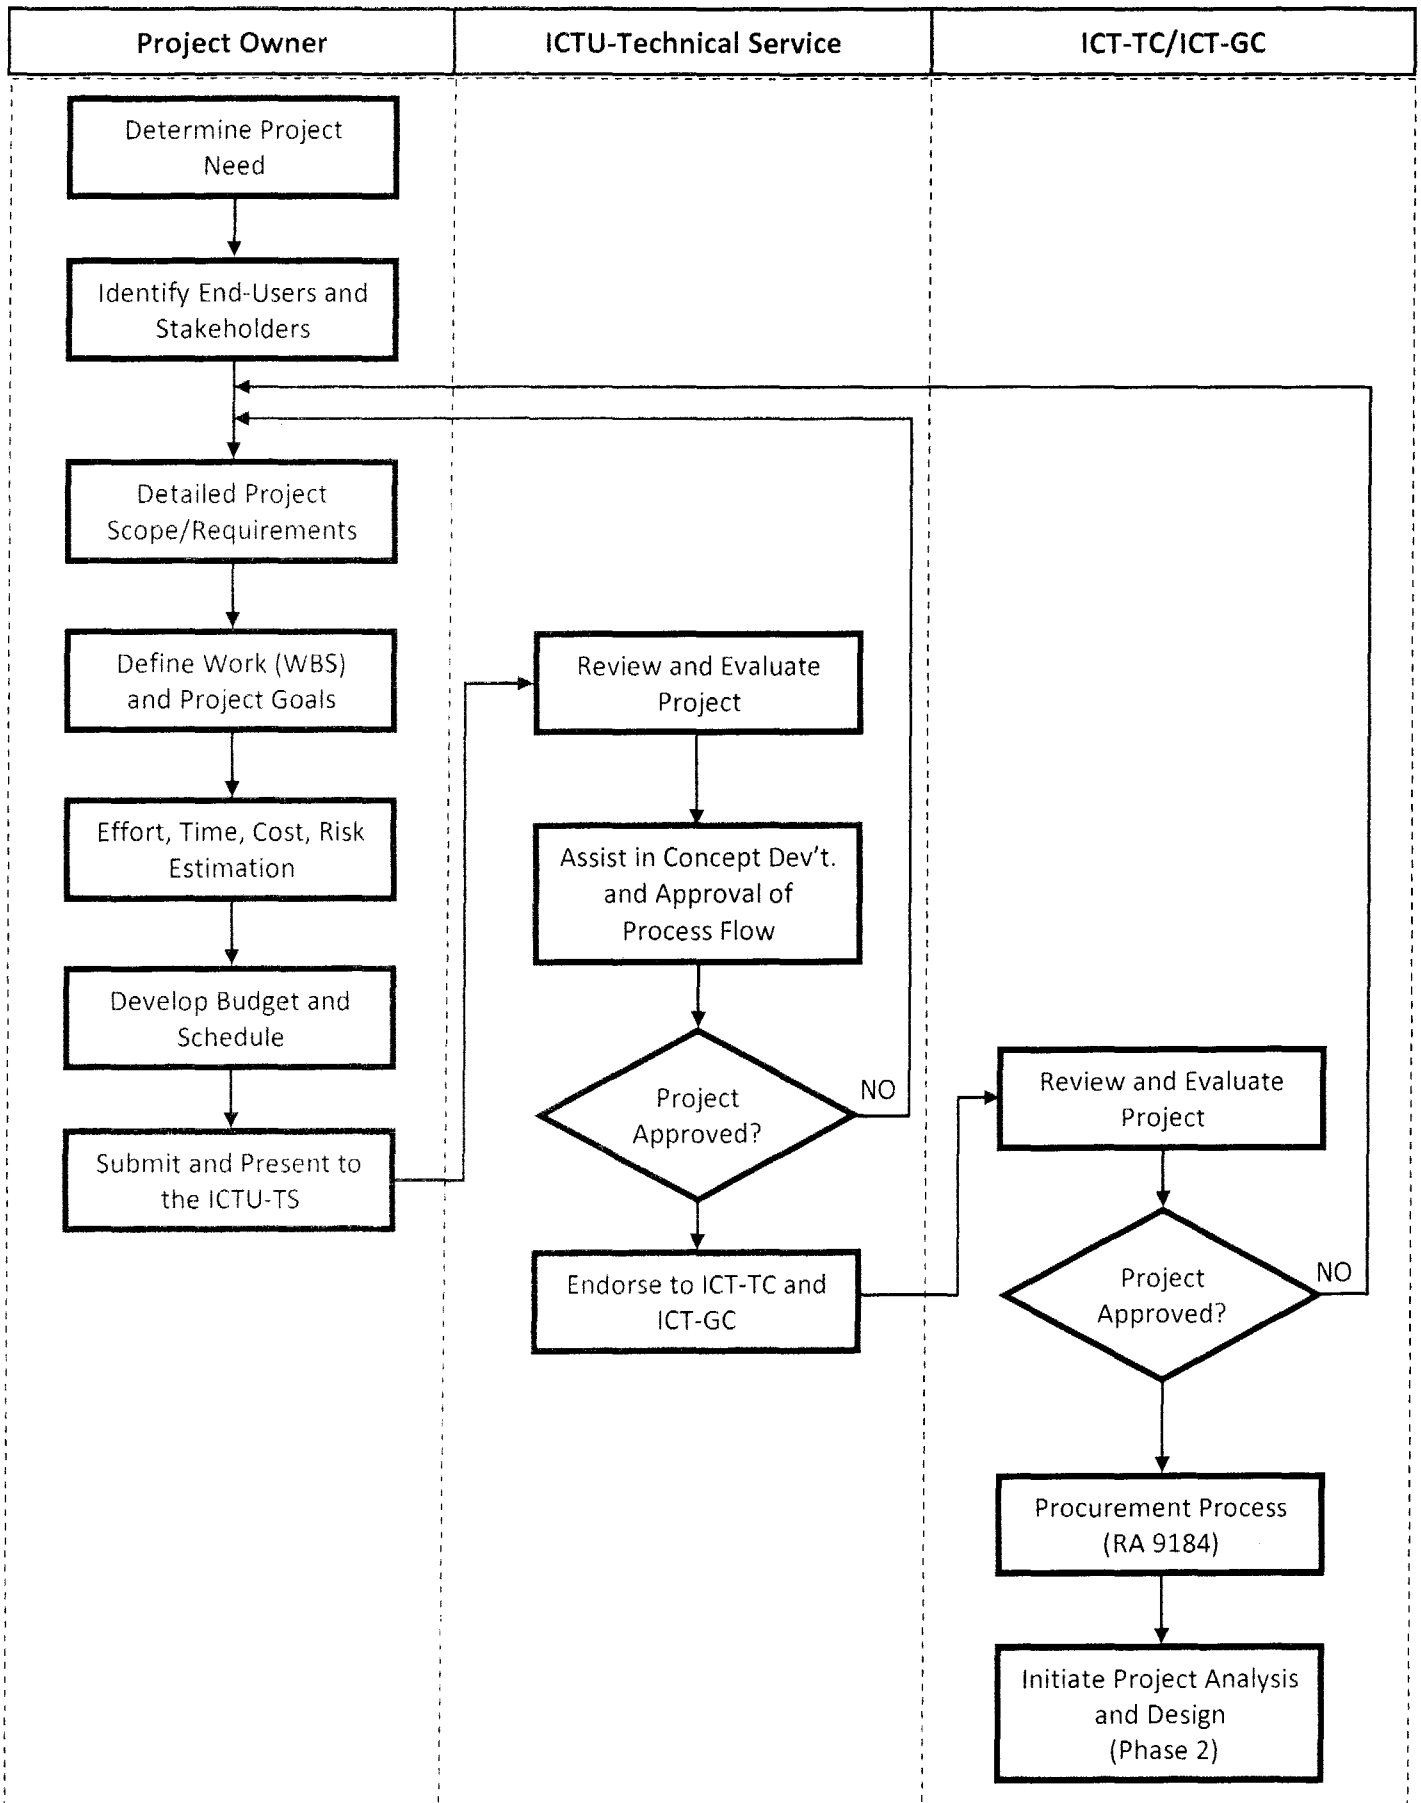 Project Owner
ICTU-Technical Service
ICT-TC/ICT-GC
Determine Project
Need
Identify End-Users and
Stakeholders
Detailed Project
Scope/Requirements
Define Work (WBS)
and Project Goals
Effort, Time, Cost, Risk
Estimation
Develop Budget and
Schedule
Submit and Present to
the ICTU-TS
Review and Evaluate
Project
Assist in Concept Dev't.
and Approval of
Process Flow
Project
Approved?
NO
Endorse to ICT-TC and
ICT-GC
Review and Evaluate
Project
Project
Approved?
NO
Procurement Process
(RA 9184)
Initiate Project Analysis
and Design
(Phase 2)